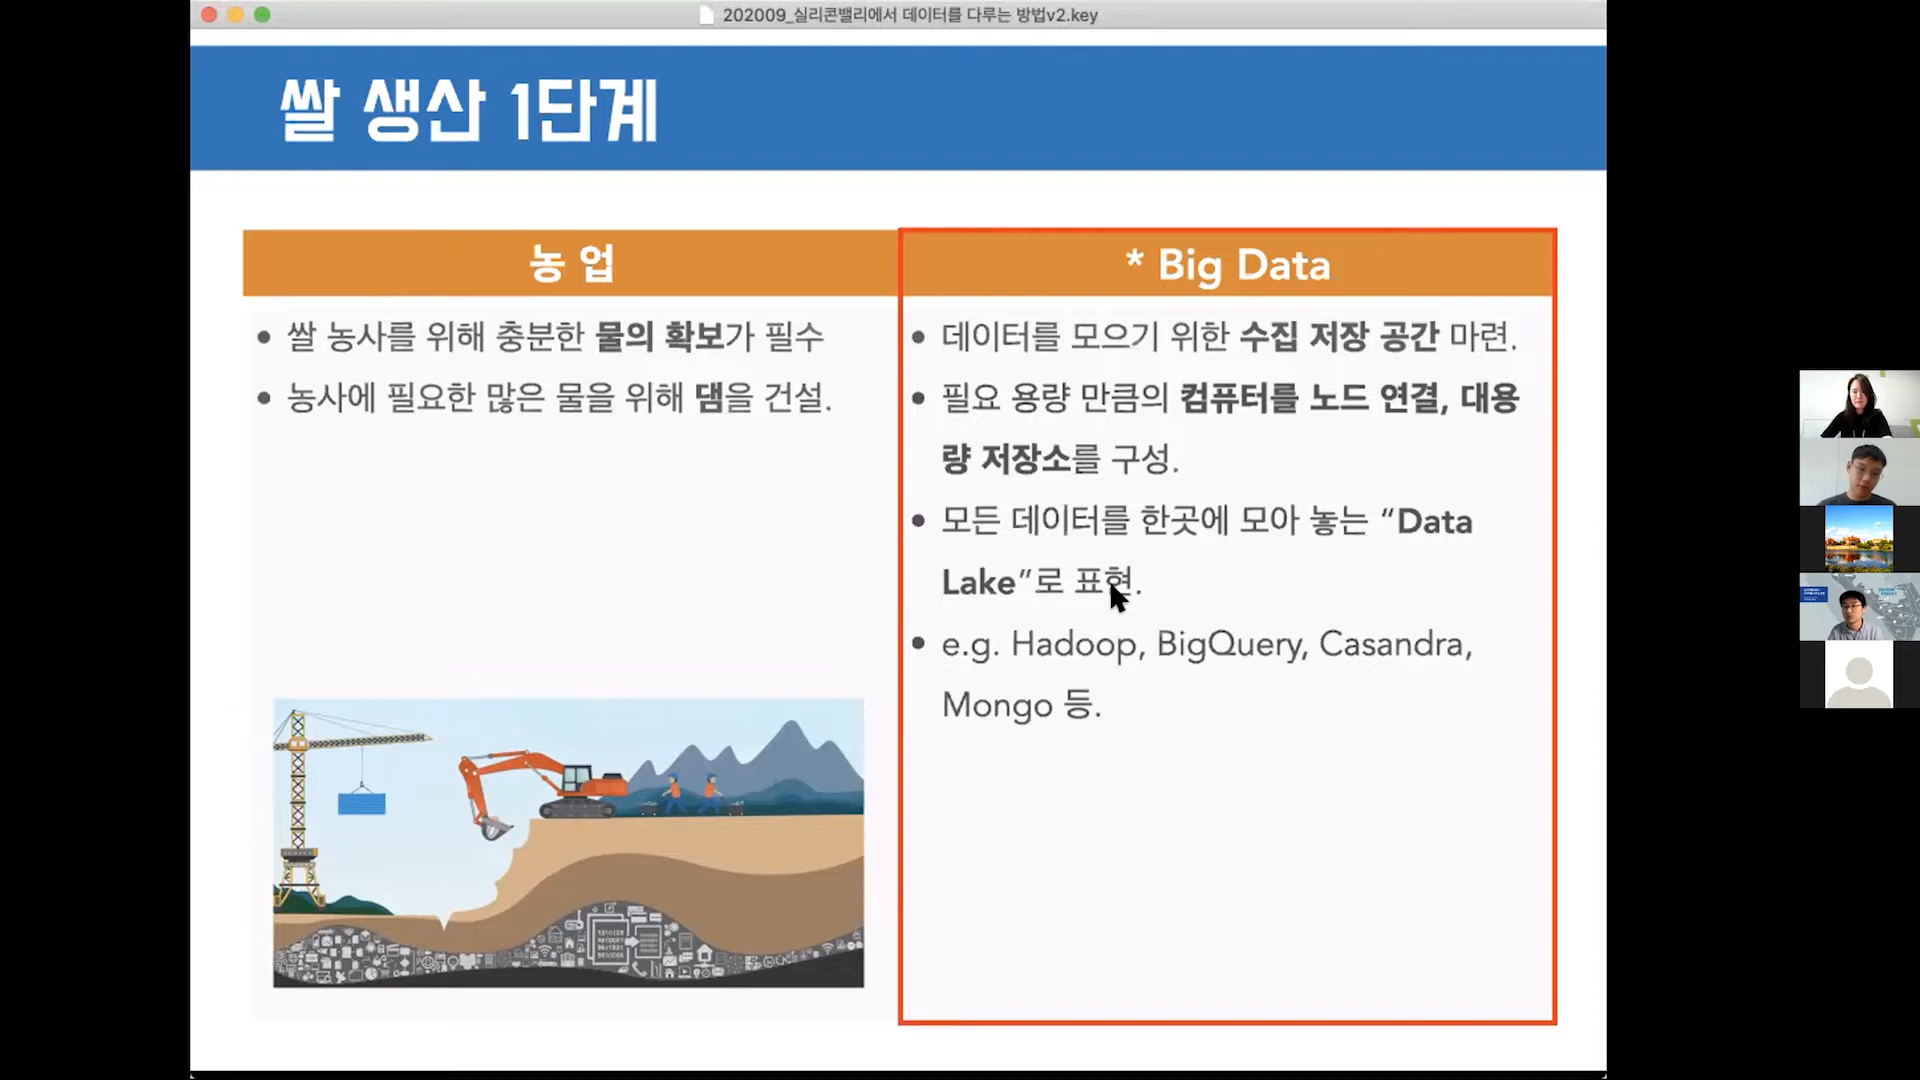 202009_실리콘밸리에서 데이터를 다루는 방법v2.key
쌀 생산 1단계
농 업
• 쌀 농사를 위해 충분한 물의 확보가 필수
• 농사에 필요한 많은 물을 위해 댐을 건설.
* Big Data
• 데이터를 모으기 위한 수집 저장 공간 마련.
• 필요 용량 만큼의 컴퓨터를 노드 연결, 대용
량 저장소를 구성.
• 모든 데이터를 한곳에 모아 놓는 “Data
Lake”로 표현.
• e.g. Hadoop, BigQuery, Casandra,
Mongo 등.